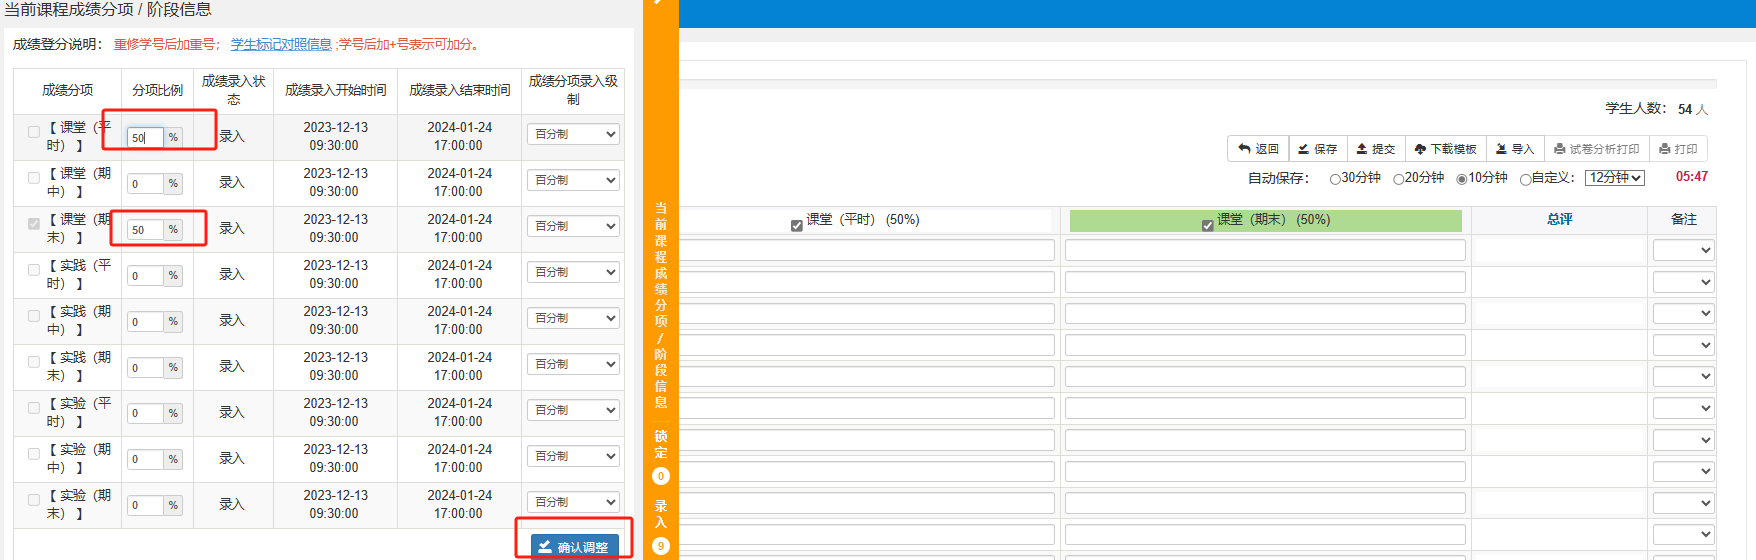 当前课程成绩分项 / 阶段信息
成绩登分说明： 重修学号后加重号； 学生标记对照信息 ;学号后加+号表示可加分。
成绩分项 分项比例 成绩录入状态 成绩录入开始时间 成绩录入结束时间 成绩分项录入级制
【 课堂（平时） 】 50 % 录入 2023-12-13 09:30:00 2024-01-24 17:00:00 百分制
【 课堂（期中） 】 0 % 录入 2023-12-13 09:30:00 2024-01-24 17:00:00 百分制
【 课堂（期末） 】 50 % 录入 2023-12-13 09:30:00 2024-01-24 17:00:00 百分制
【 实践（平时） 】 0 % 录入 2023-12-13 09:30:00 2024-01-24 17:00:00 百分制
【 实践（期中） 】 0 % 录入 2023-12-13 09:30:00 2024-01-24 17:00:00 百分制
【 实践（期末） 】 0 % 录入 2023-12-13 09:30:00 2024-01-24 17:00:00 百分制
【 实验（平时） 】 0 % 录入 2023-12-13 09:30:00 2024-01-24 17:00:00 百分制
【 实验（期中） 】 0 % 录入 2023-12-13 09:30:00 2024-01-24 17:00:00 百分制
【 实验（期末） 】 0 % 录入 2023-12-13 09:30:00 2024-01-24 17:00:00 百分制
确认调整
当前课程成绩分项/阶段信息
锁定
0
录入
9
学生人数： 54 人
返回 保存 提交 下载模板 导入 试卷分析打印 打印
自动保存： 30分钟 20分钟 10分钟 自定义： 12分钟 05:47
课堂（平时） (50%) 课堂（期末） (50%) 总评 备注